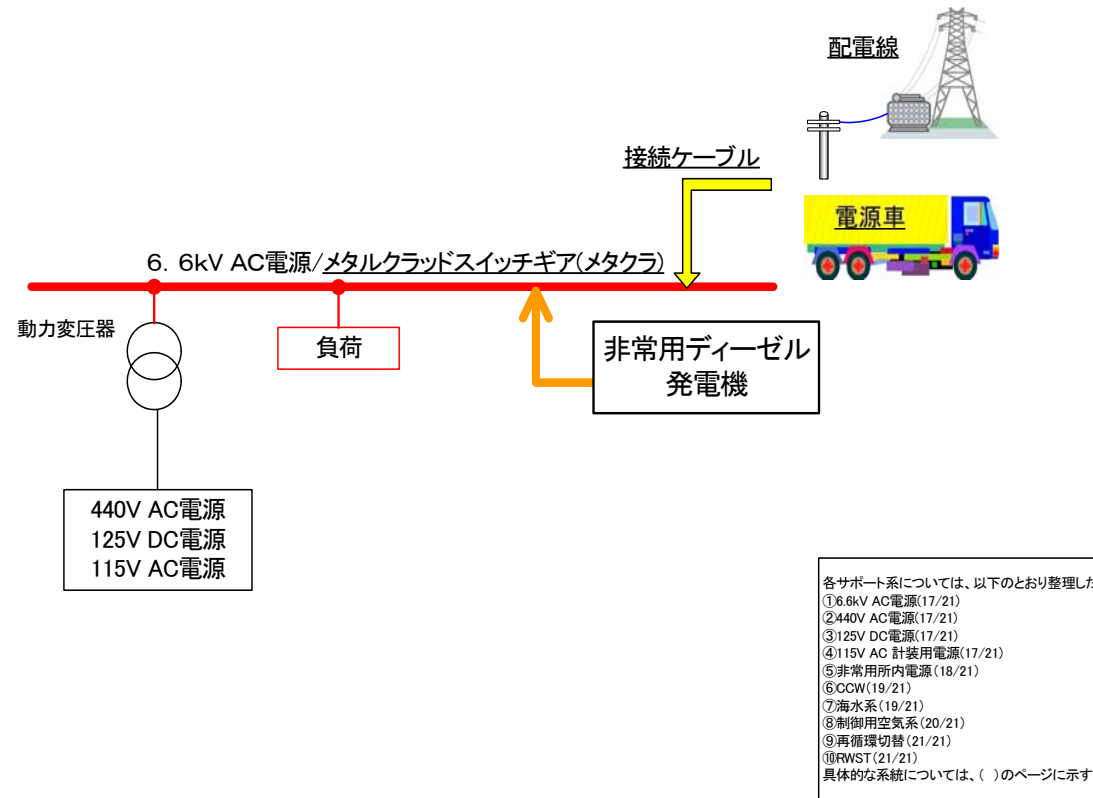 配電線
接続ケーブル
電源車
6．6kV AC電源/メタルクラッドスイッチギア(メタクラ)
動力変圧器
負荷
非常用ディーゼル
発電機
440V AC電源
125V DC電源
115V AC電源
各サポート系については、以下のとおり整理した
①6.6kV AC電源(17/21)
②440V AC電源(17/21)
③125V DC電源(17/21)
④115V AC 計装用電源(17/21)
⑤非常用所内電源(18/21)
⑥CCW(19/21)
⑦海水系(19/21)
⑧制御用空気系(20/21)
⑨再循環切替(21/21)
⑩RWST(21/21)
具体的な系統については、( )のページに示す